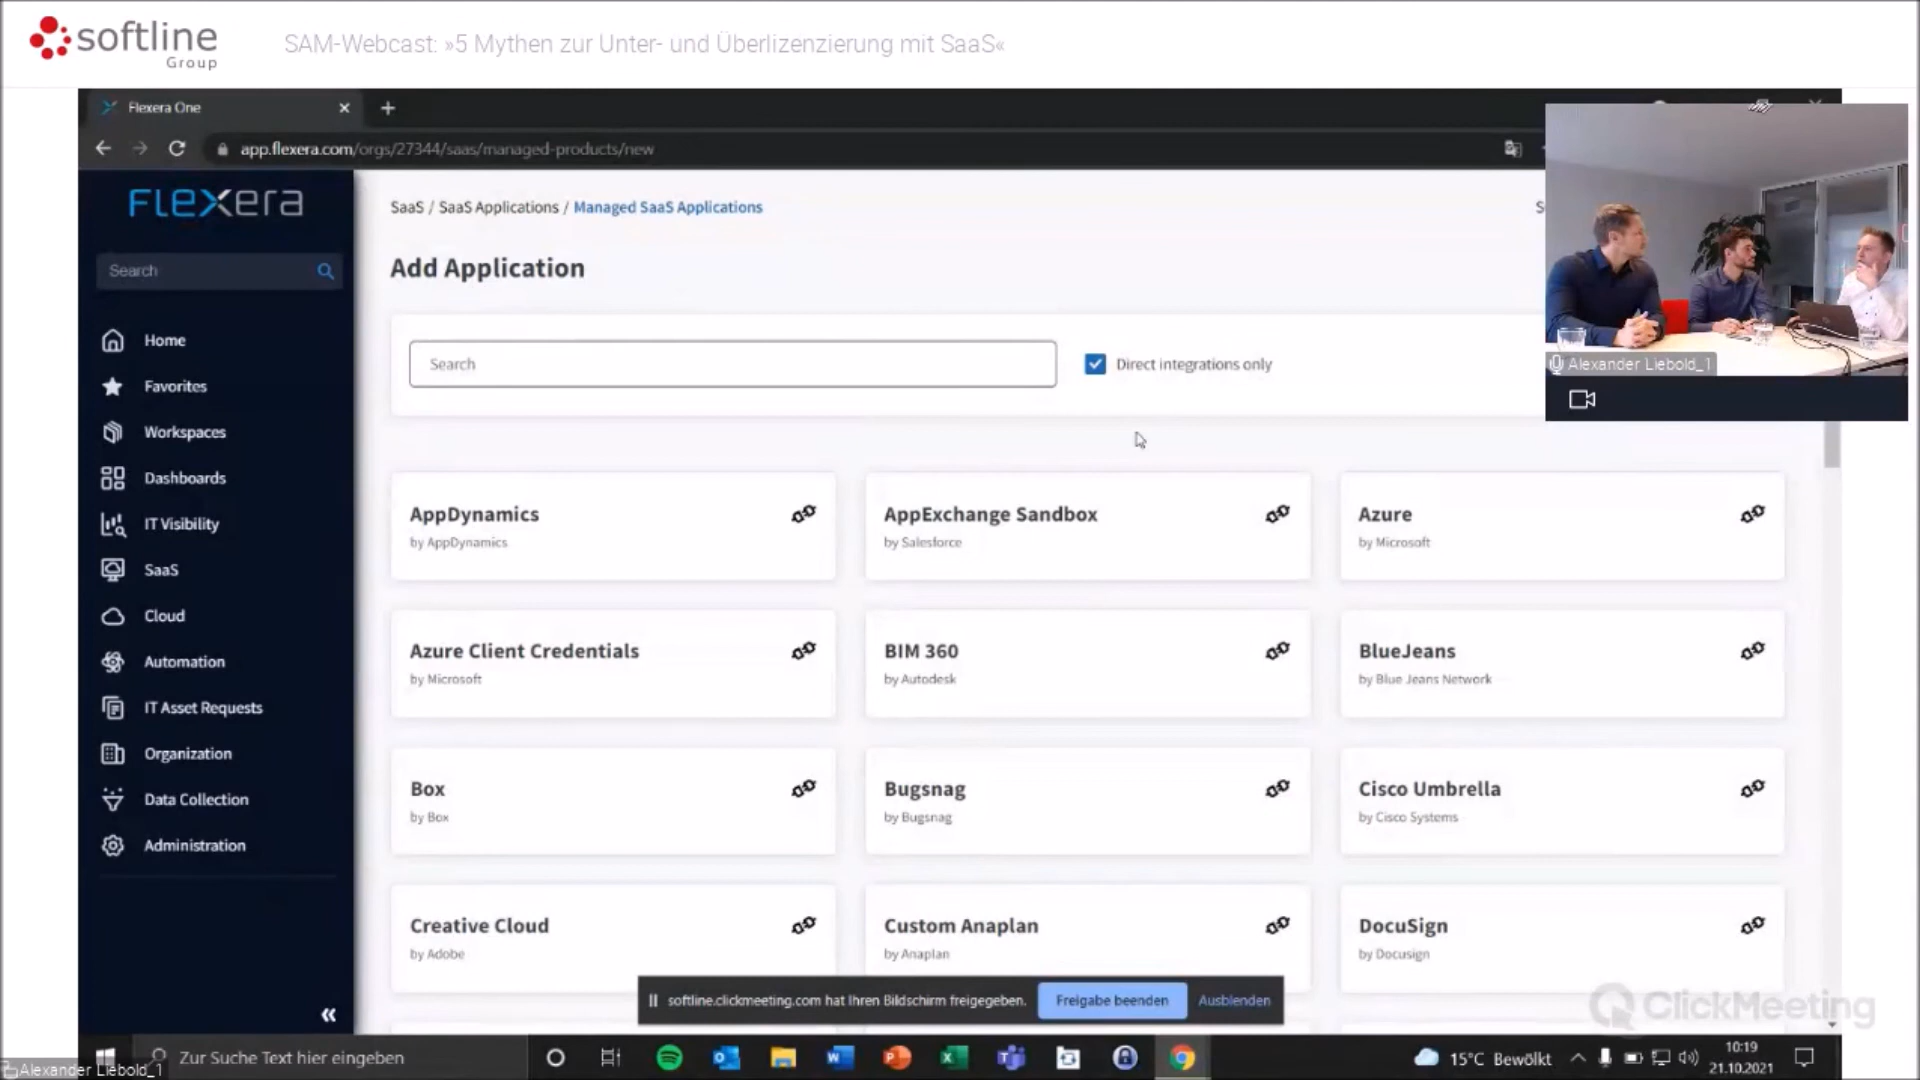 softline
Group
SAM-Webcast: »5 Mythen zur Unter- und Überlizenzierung mit SaaS«
Flexera One
app.flexera.com/orgs/27344/saas/managed-products/new
FLEXERA
Search
Home
Favorites
Workspaces
Dashboards
IT Visibility
SaaS
Cloud
Automation
IT Asset Requests
Organization
Data Collection
Administration
SaaS / SaaS Applications / Managed SaaS Applications
Add Application
Search
Direct integrations only
Alexander Liebold_1
AppDynamics
by AppDynamics
AppExchange Sandbox
by Salesforce
Azure
by Microsoft
Azure Client Credentials
by Microsoft
BIM 360
by Autodesk
BlueJeans
by Blue Jeans Network
Box
by Box
Bugsnag
by Bugsnag
Cisco Umbrella
by Cisco Systems
Creative Cloud
by Adobe
Custom Anaplan
by Anaplan
DocuSign
by Docusign
softline.clickmeeting.com hat Ihren Bildschirm freigegeben.
Freigabe beenden
Ausblenden
ClickMeeting
Zur Suche Text hier eingeben
15°C Bewölkt
10:19
21.10.2021
Alexander Liebold_1